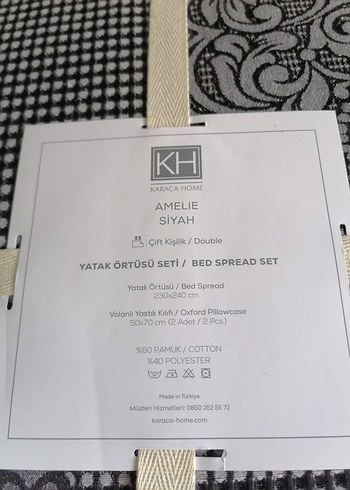 KH
KARACA HOME
AMELIE
SİYAH
Çift Kişilik / Double
YATAK ÖRTÜSÜ SETİ / BED SPREAD SET
Yatak Örtüsü / Bed Spread
230x240 cm
Volanlı Yastık Kılıfı / Oxford Pillowcase
50x70 cm (2 Adet / 2 Pcs.)
%60 PAMUK / COTTON
%40 POLYESTER
Made in Türkiye
Müşteri Hizmetleri: 0850 252 55 72
karaca-home.com